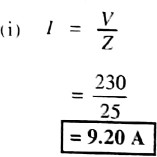 (i) I = V/Z
= 230/25
= 9.20 A